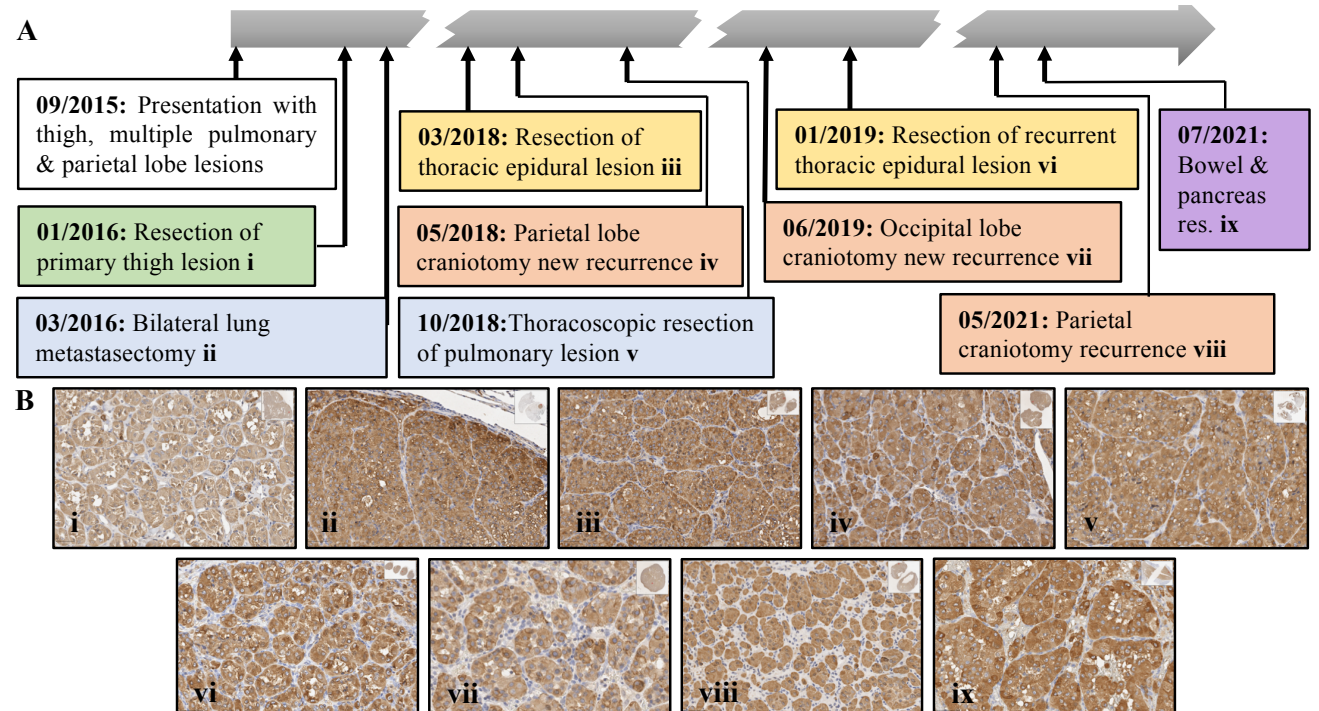 A
09/2015: Presentation with
thigh, multiple pulmonary
& parietal lobe lesions
01/2016: Resection of
primary thigh lesion i
03/2016: Bilateral lung
metastasectomy ii
03/2018: Resection of
thoracic epidural lesion iii
05/2018: Parietal lobe
craniotomy new recurrence iv
10/2018:Thoracoscopic resection
of pulmonary lesion v
01/2019: Resection of recurrent
thoracic epidural lesion vi
06/2019: Occipital lobe
craniotomy new recurrence vii
05/2021: Parietal
craniotomy recurrence viii
07/2021:
Bowel &
pancreas
res. ix
B
i
ii
iii
iv
v
vi
vii
viii
ix